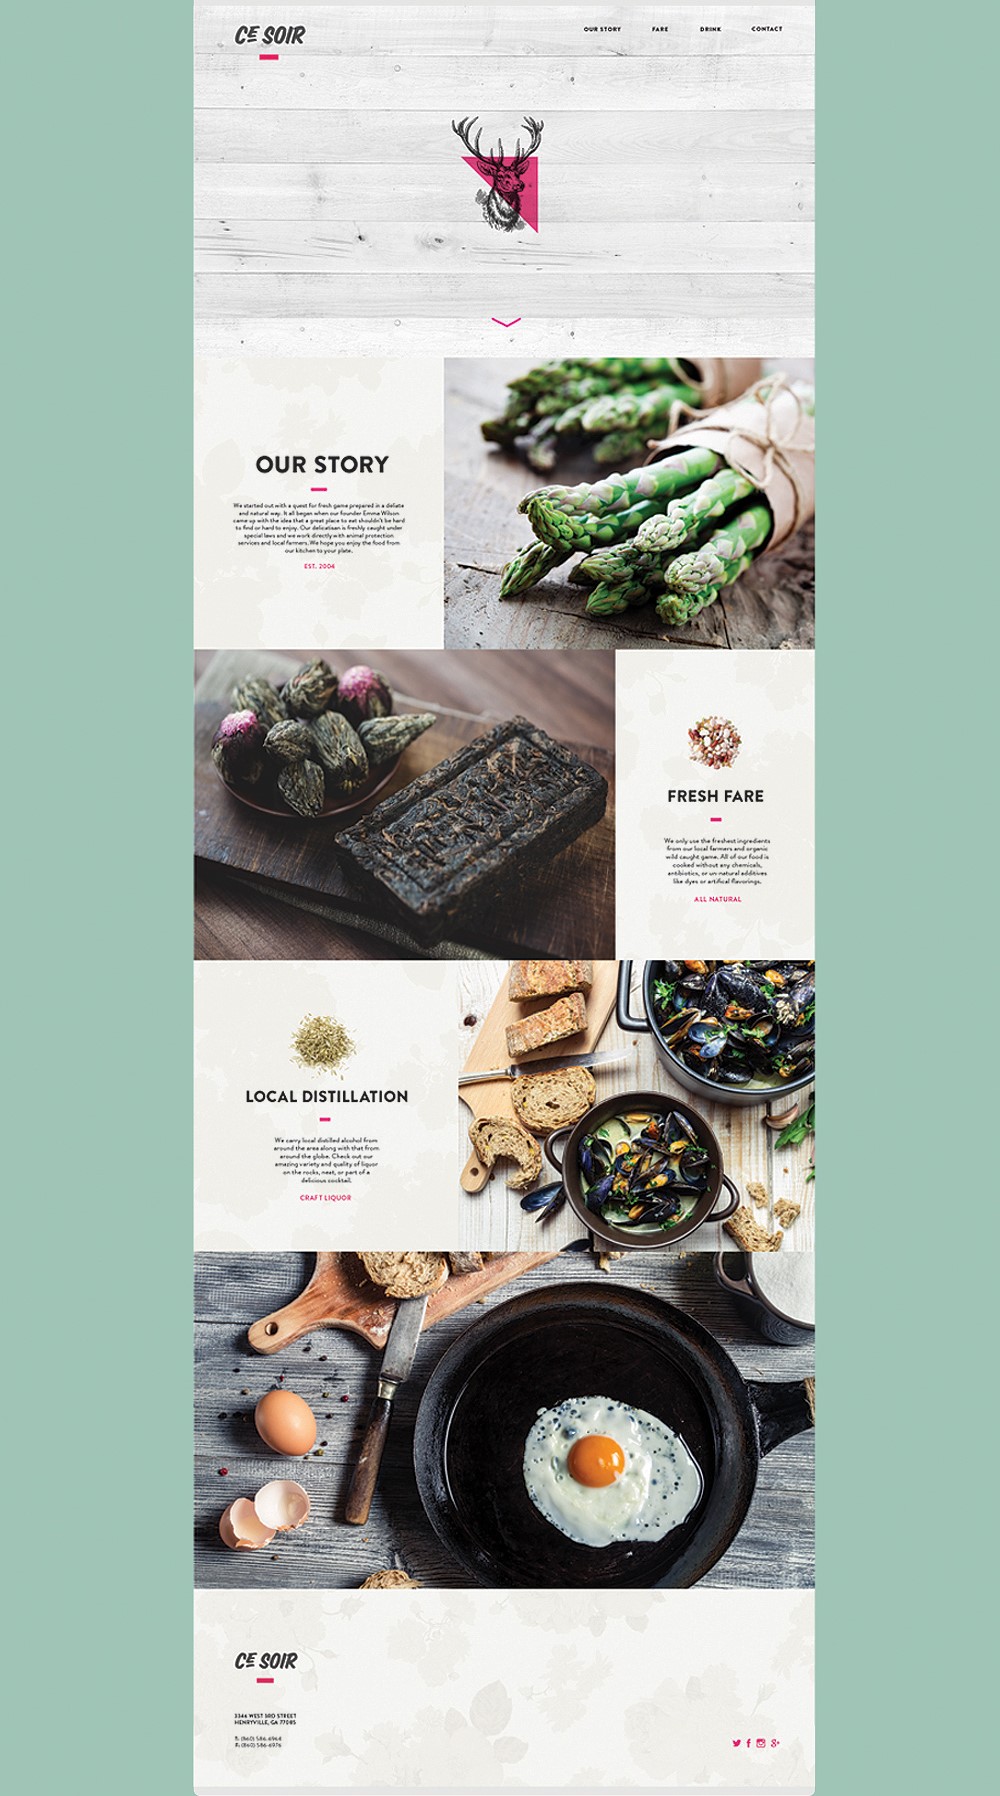 CE SOIR
OUR STORY
FARE
DRINK
CONTACT
OUR STORY
We started out with a quest for fresh game prepared in a deliate
and natural way. It all began when our founder Emma Wilson
came up with the idea that a great place to eat shouldn't be hard
to find or hard to enjoy. Our delicatisan is freshly caught under
special laws and we work directly with animal protection
services and local farmers. We hope you enjoy the food from
our kitchen to your plate.
EST. 2004
FRESH FARE
We only use the freshest ingredients
from our local farmers and organic
wild caught game. All of our food is
cooked without any chemicals,
antibiotics, or un-natural additives
like dyes or artifical flavorings.
ALL NATURAL
LOCAL DISTILLATION
We carry local distilled alcohol from
around the area along with that from
around the globe. Check out our
amazing variety and quality of liquor
on the rocks, neat, or part of a
delicious cocktail.
CRAFT LIQUOR
CE SOIR
3344 WEST 3RD STREET
HENRYVILLE, GA 77085
T: (860) 586-6968
F: (860) 586-6976